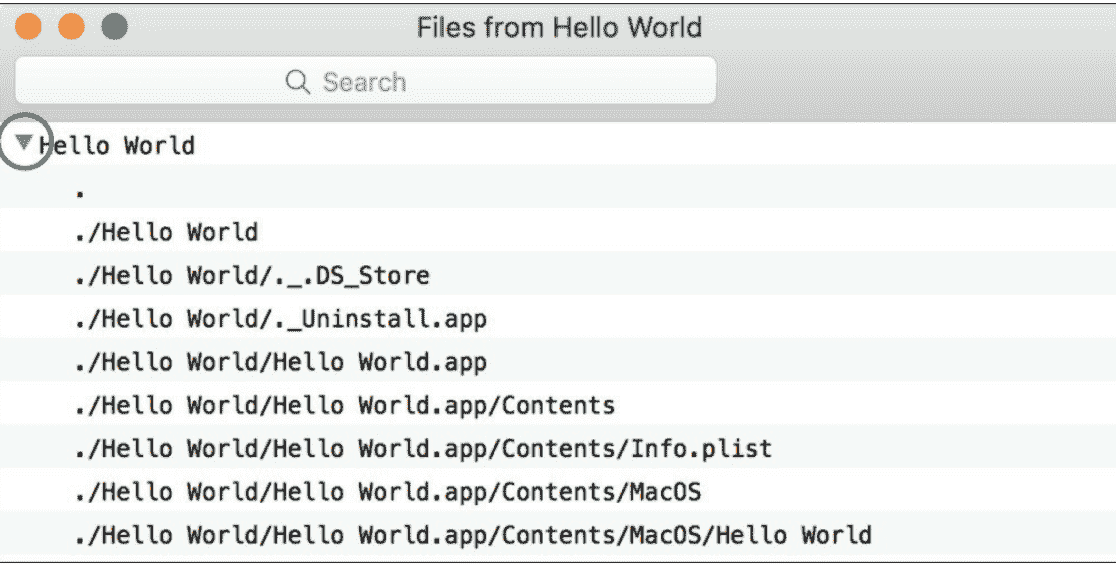 Files from Hello World
Search
Hello World
.
./Hello World
./Hello World/._.DS_Store
./Hello World/._Uninstall.app
./Hello World/Hello World.app
./Hello World/Hello World.app/Contents
./Hello World/Hello World.app/Contents/Info.plist
./Hello World/Hello World.app/Contents/MacOS
./Hello World/Hello World.app/Contents/MacOS/Hello World